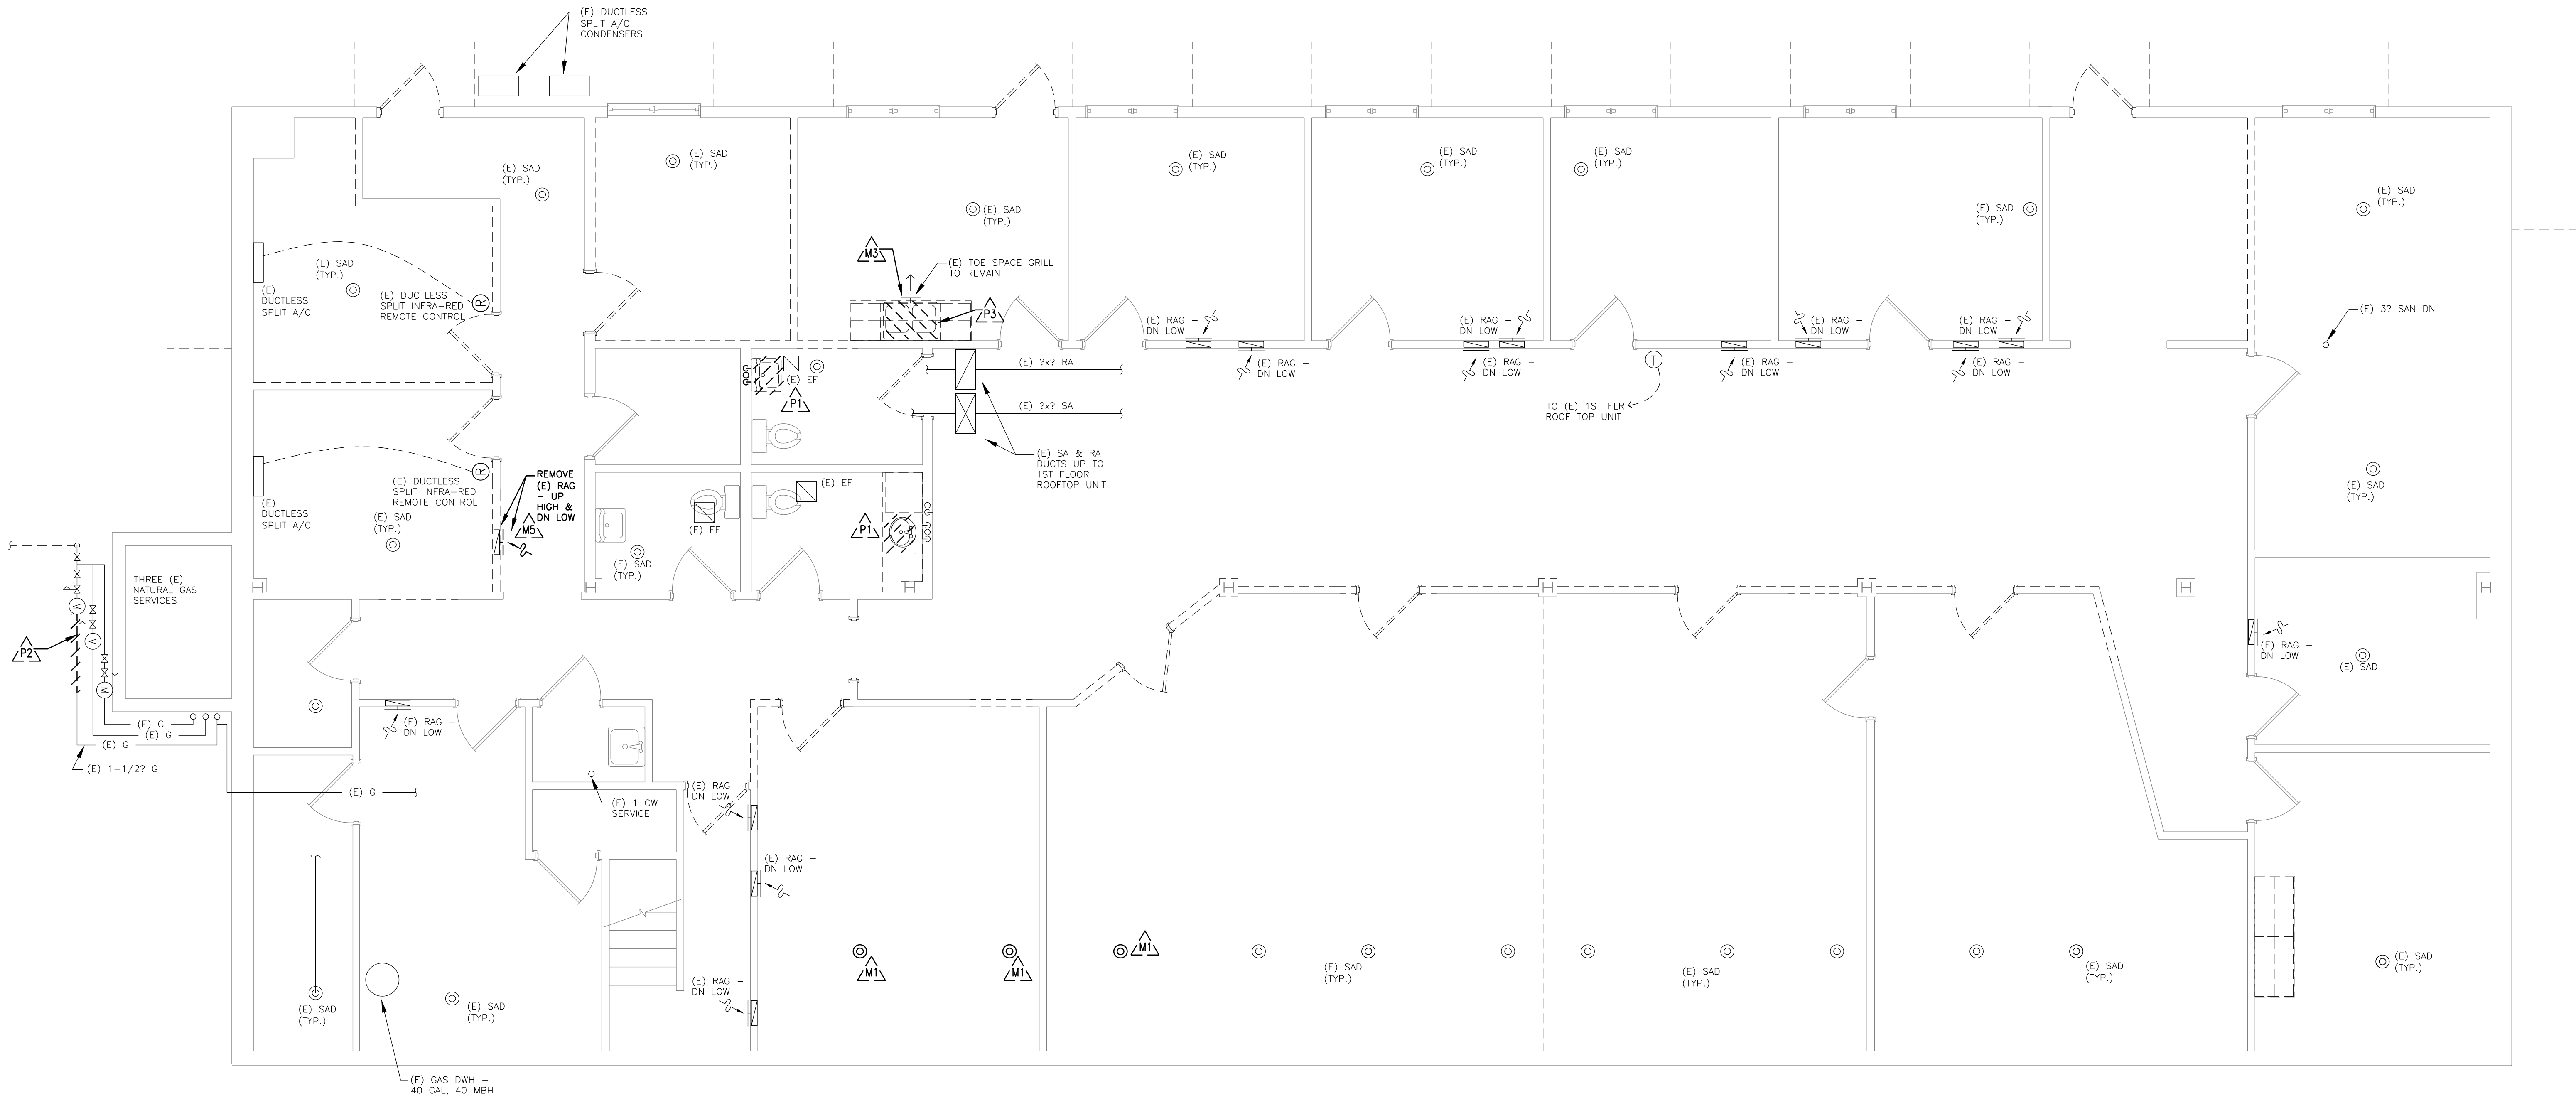 (E) DUCTLESS
SPLIT A/C
CONDENSERS
(E) SAD
(TYP.)
(E) SAD
(TYP.)
(E) SAD
(TYP.)
(E) SAD
(TYP.)
(E) SAD
(TYP.)
(E) SAD
(TYP.)
(E) SAD
(TYP.)
(E) SAD
(TYP.)
M3
(E) TOE SPACE GRILL
TO REMAIN
P3
(E) SAD
(TYP.)
(E)
DUCTLESS
SPLIT A/C
(E) DUCTLESS
SPLIT INFRA-RED
REMOTE CONTROL
R
(E) RAG -
DN LOW
(E) RAG -
DN LOW
(E) RAG -
DN LOW
(E) RAG -
DN LOW
(E) 3? SAN DN
(E) RAG -
DN LOW
(E) RAG -
DN LOW
(E) RAG -
DN LOW
(E) RAG -
DN LOW
T
TO (E) 1ST FLR
ROOF TOP UNIT
(E) EF
P1
(E) ?x? RA
(E) ?x? SA
(E) SA & RA
DUCTS UP TO
1ST FLOOR
ROOFTOP UNIT
(E)
DUCTLESS
SPLIT A/C
R
(E) DUCTLESS
SPLIT INFRA-RED
REMOTE CONTROL
REMOVE
(E) RAG
- UP
HIGH &
DN LOW
M5
(E) SAD
(TYP.)
(E) EF
(E) EF
P1
(E) SAD
(TYP.)
(E) SAD
(TYP.)
THREE (E)
NATURAL GAS
SERVICES
M
M
M
P2
(E) G
(E) G
(E) G
(E) 1-1/2? G
(E) G
(E) RAG -
DN LOW
(E) RAG -
DN LOW
(E) SAD
(E) 1 CW
SERVICE
(E) RAG -
DN LOW
(E) RAG -
DN LOW
(E) RAG -
DN LOW
M1
M1
M1
(E) SAD
(TYP.)
(E) SAD
(TYP.)
(E) SAD
(TYP.)
(E) SAD
(TYP.)
(E) SAD
(TYP.)
(E) SAD
(TYP.)
(E) GAS DWH -
40 GAL, 40 MBH